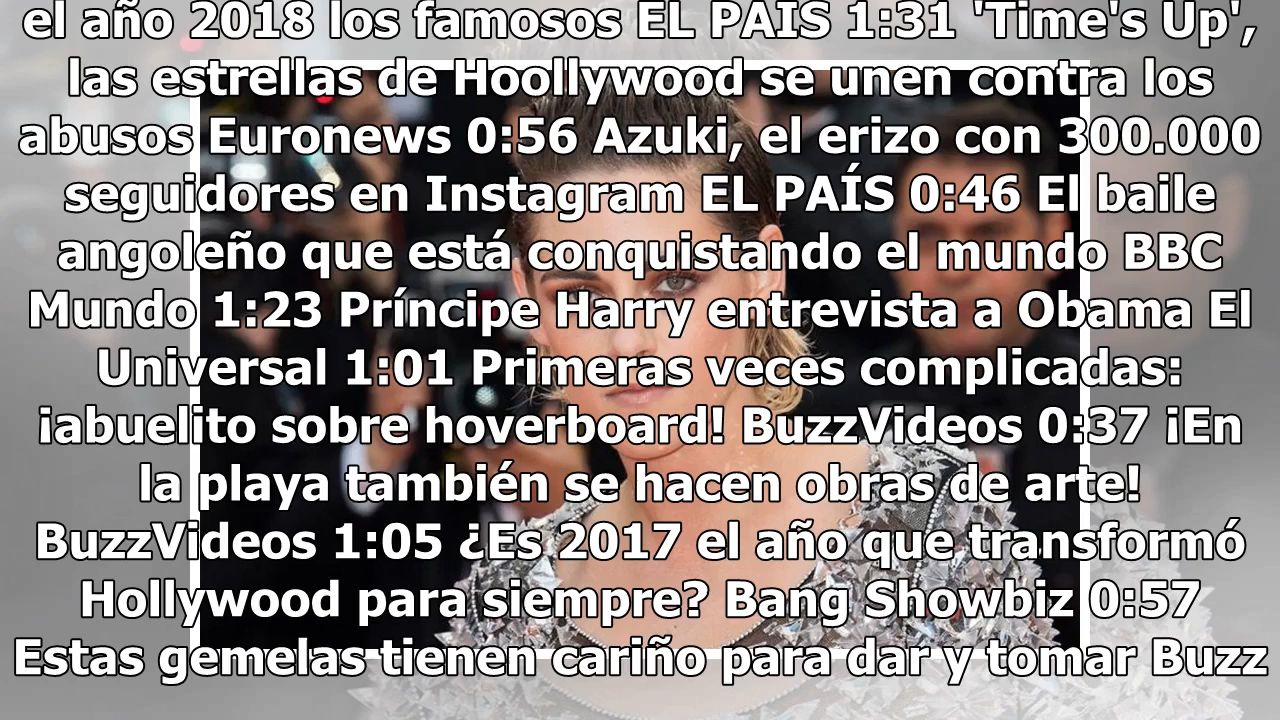 el año 2018 los famosos EL PAÍS 1:31 'Time's Up',
las estrellas de Hoollywood se unen contra los
abusos Euronews 0:56 Azuki, el erizo con 300.000
seguidores en Instagram EL PAÍS 0:46 El baile
angoleño que está conquistando el mundo BBC
Mundo 1:23 Príncipe Harry entrevista a Obama El
Universal 1:01 Primeras veces complicadas:
¡abuelito sobre hoverboard! BuzzVideos 0:37 ¡En
la playa también se hacen obras de arte!
BuzzVideos 1:05 ¿Es 2017 el año que transformó
Hollywood para siempre? Bang Showbiz 0:57
Estas gemelas tienen cariño para dar y tomar Buzz